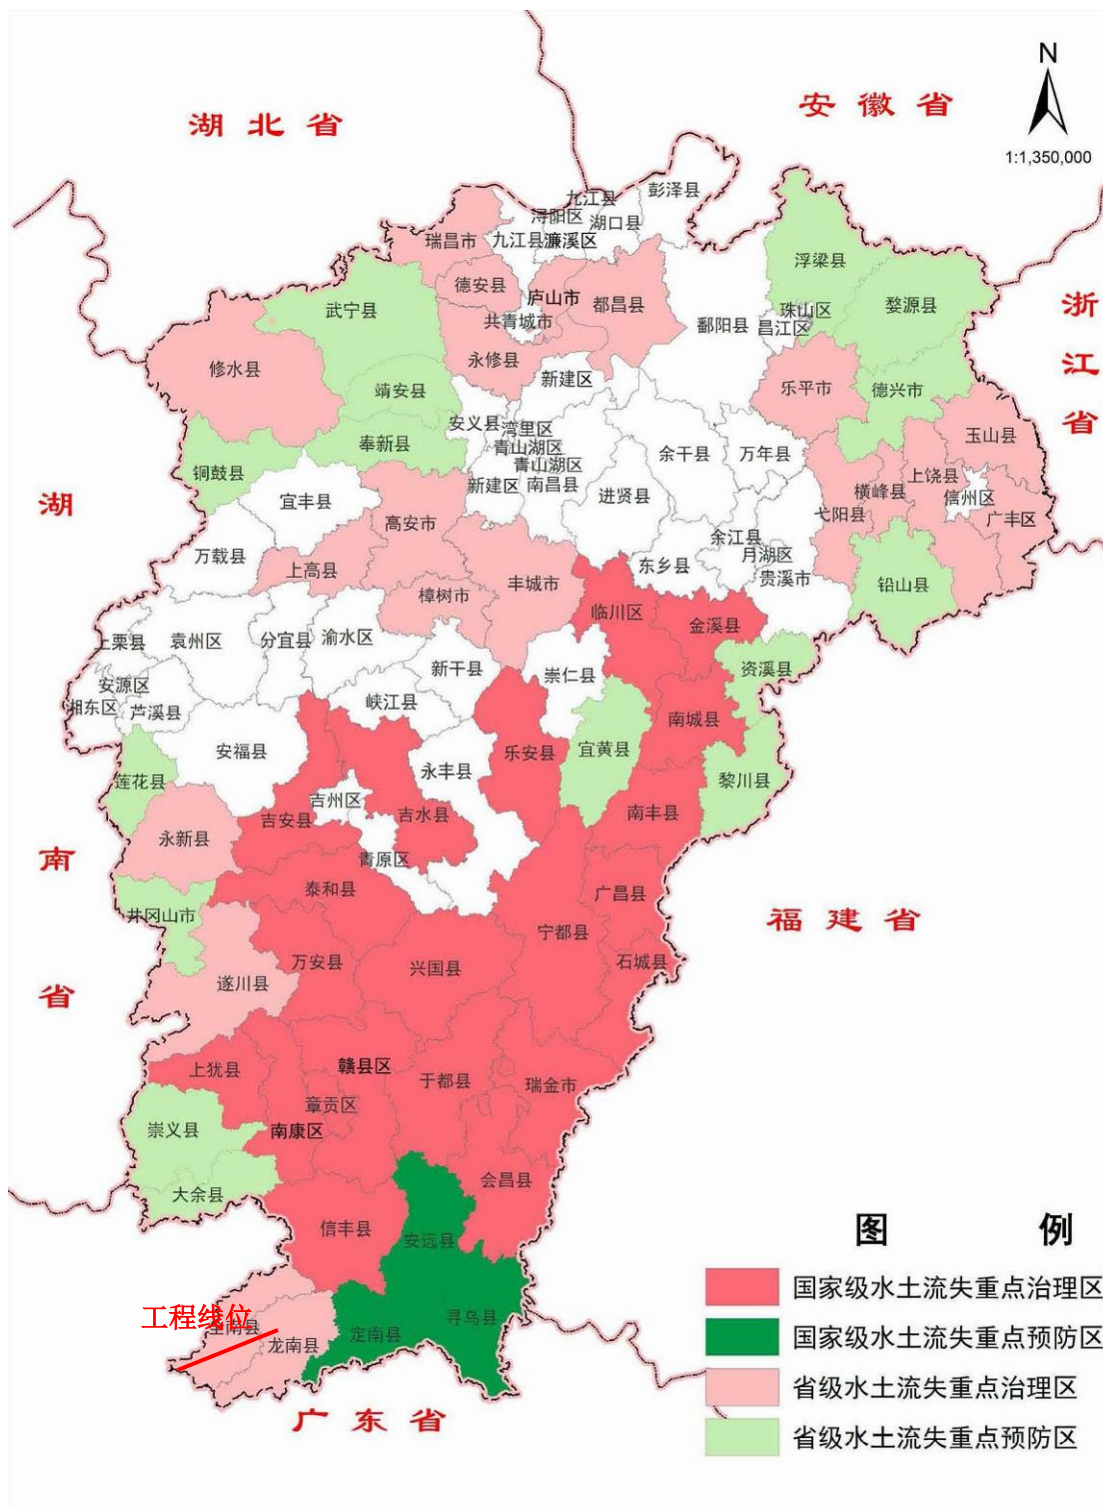 N
1:1,350,000
湖北省
安徽省
浙江省
湖南省
福建省
广东省
彭泽县
九江县
浔阳区
湖口县
瑞昌市
九江县
濂溪区
浮梁县
德安县
庐山市
都昌县
婺源县
武宁县
共青城市
鄱阳县
珠山区
昌江区
修水县
永修县
新建区
乐平市
靖安县
德兴市
安义县
湾里区
奉新县
青山湖区
玉山县
青山湖区
余干县
万年县
铜鼓县
新建区
南昌县
上饶县
横峰县
信州区
宜丰县
进贤县
高安市
弋阳县
广丰区
余江县
万载县
月湖区
上高县
东乡县
贵溪市
丰城市
铅山县
樟树市
临川区
金溪县
上栗县
袁州区
分宜县
渝水区
新干县
崇仁县
资溪县
安源区
湘东区
芦溪县
峡江县
南城县
安福县
乐安县
宜黄县
莲花县
永丰县
黎川县
吉州区
吉安县
吉水县
南丰县
永新县
青原区
泰和县
广昌县
井冈山市
宁都县
万安县
兴国县
石城县
遂川县
上犹县
赣县区
于都县
瑞金市
章贡区
崇义县
南康区
会昌县
大余县
信丰县
安远县
工程线位
全南县
寻乌县
龙南县
定南县
图例
国家级水土流失重点治理区
国家级水土流失重点预防区
省级水土流失重点治理区
省级水土流失重点预防区